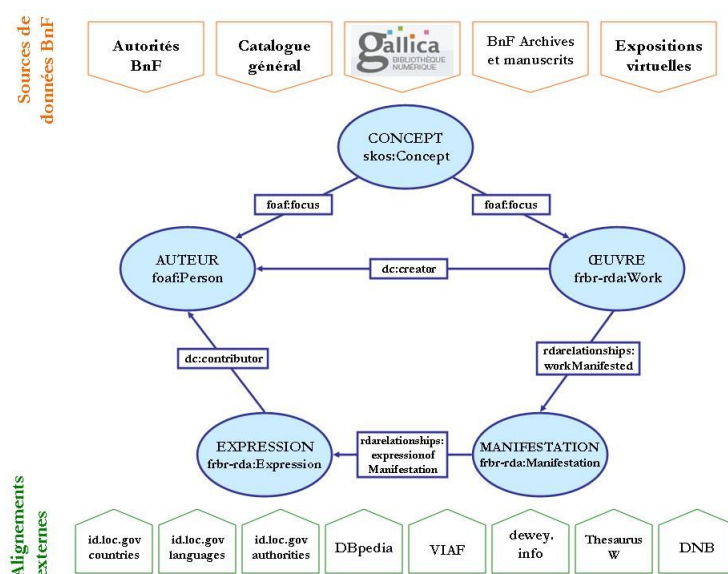 Sources de
données BnF
Autorités
BnF
Catalogue
général
gallica
BIBLIOTHÈQUE
NUMÉRIQUE
BnF Archives
et manuscrits
Expositions
virtuelles
CONCEPT
skos:Concept
foaf:focus
foaf:focus
AUTEUR
foaf:Person
dc:creator
ŒUVRE
frbr-rda:Work
dc:contributor
rdarelationships:
workManifested
EXPRESSION
frbr-rda:Expression
rdarelationships:
expressionof
Manifestation
MANIFESTATION
frbr-rda:Manifestation
Alignements
externes
id.loc.gov
countries
id.loc.gov
languages
id.loc.gov
authorities
DBpedia
VIAF
dewey.
info
Thesaurus
W
DNB